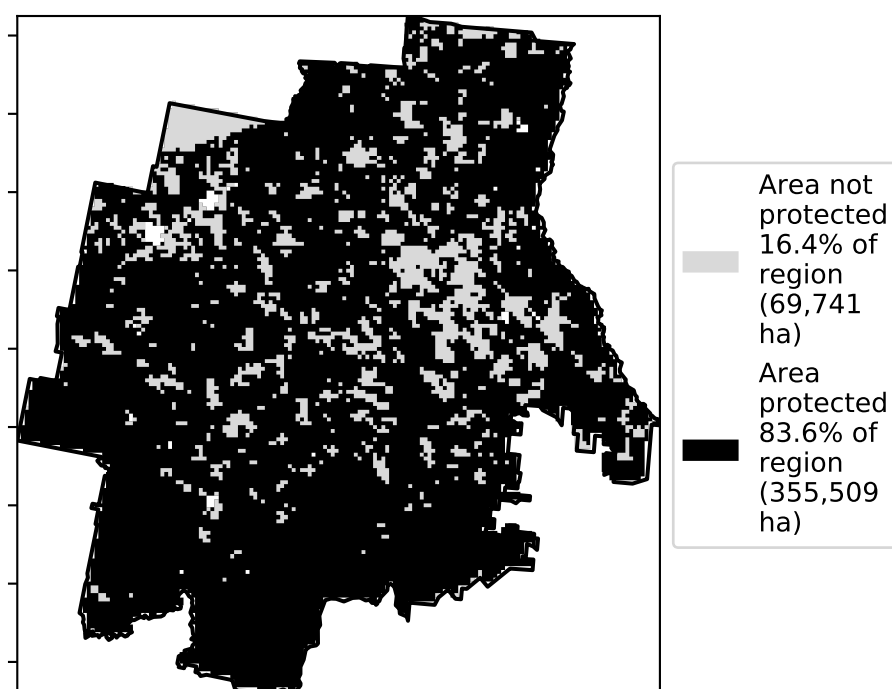 Area not
protected
16.4% of
region
(69,741
ha)
Area
protected
83.6% of
region
(355,509
ha)